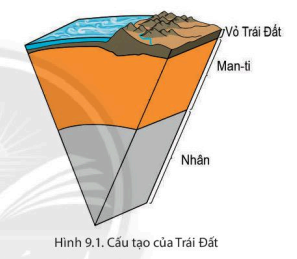 Vỏ Trái Đất
Man-ti
Nhân
Hình 9.1. Cấu tạo của Trái Đất